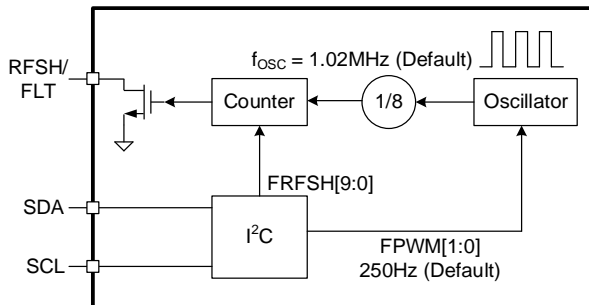 f_OSC = 1.02MHz (Default)
RFSH/
FLT
Counter
1/8
Oscillator
FRFSH[9:0]
SDA
I²C
FPWM[1:0]
SCL
250Hz (Default)